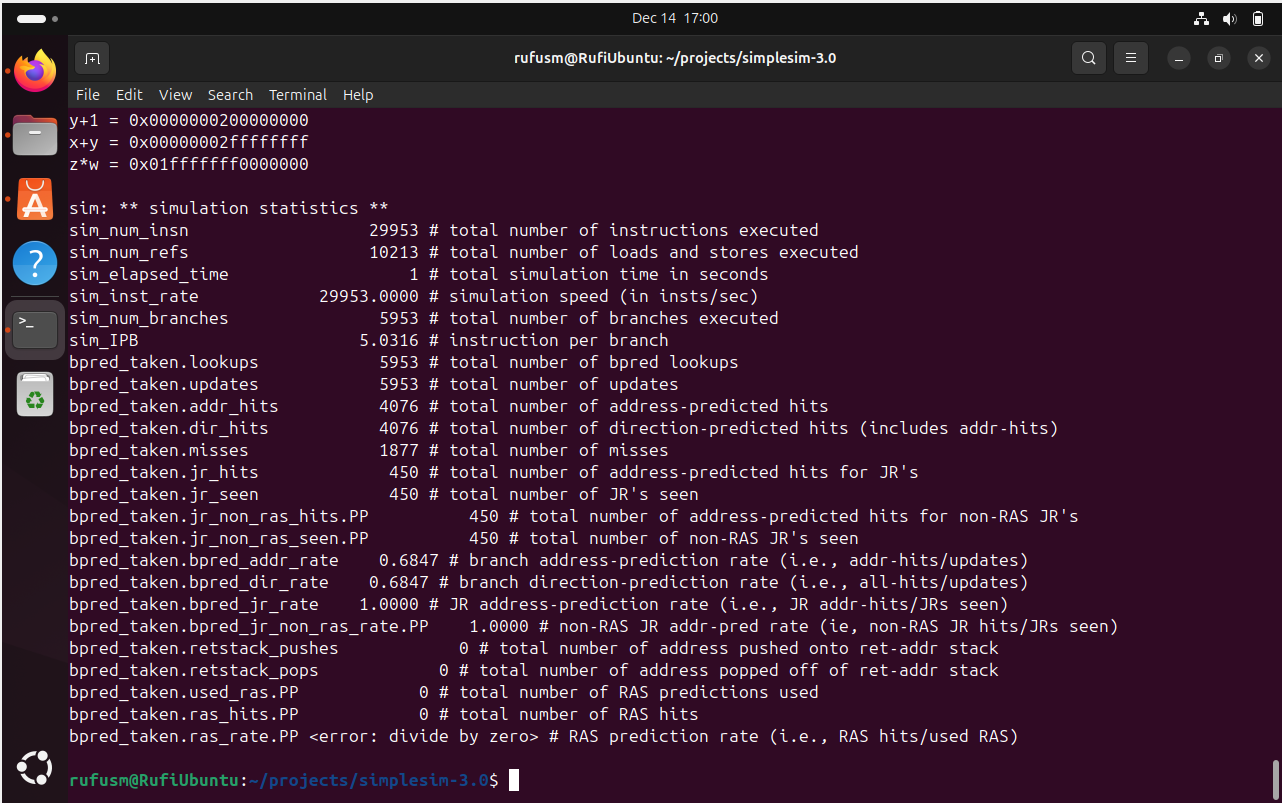 Dec 14 17:00
rufusm@RufiUbuntu: ~/projects/simplesim-3.0
File Edit View Search Terminal Help
y+1 = 0x0000000200000000
x+y = 0x00000002ffffffff
z*w = 0x01fffffff0000000
sim: ** simulation statistics **
sim_num_insn 29953 # total number of instructions executed
sim_num_refs 10213 # total number of loads and stores executed
sim_elapsed_time 1 # total simulation time in seconds
sim_inst_rate 29953.0000 # simulation speed (in insts/sec)
sim_num_branches 5953 # total number of branches executed
sim_IPB 5.0316 # instruction per branch
bpred_taken.lookups 5953 # total number of bpred lookups
bpred_taken.updates 5953 # total number of updates
bpred_taken.addr_hits 4076 # total number of address-predicted hits
bpred_taken.dir_hits 4076 # total number of direction-predicted hits (includes addr-hits)
bpred_taken.misses 1877 # total number of misses
bpred_taken.jr_hits 450 # total number of address-predicted hits for JR's
bpred_taken.jr_seen 450 # total number of JR's seen
bpred_taken.jr_non_ras_hits.PP 450 # total number of address-predicted hits for non-RAS JR's
bpred_taken.jr_non_ras_seen.PP 450 # total number of non-RAS JR's seen
bpred_taken.bpred_addr_rate 0.6847 # branch address-prediction rate (i.e., addr-hits/updates)
bpred_taken.bpred_dir_rate 0.6847 # branch direction-prediction rate (i.e., all-hits/updates)
bpred_taken.bpred_jr_rate 1.0000 # JR address-prediction rate (i.e., JR addr-hits/JRs seen)
bpred_taken.bpred_jr_non_ras_rate.PP 1.0000 # non-RAS JR addr-pred rate (ie, non-RAS JR hits/JRs seen)
bpred_taken.retstack_pushes 0 # total number of address pushed onto ret-addr stack
bpred_taken.retstack_pops 0 # total number of address popped off of ret-addr stack
bpred_taken.used_ras.PP 0 # total number of RAS predictions used
bpred_taken.ras_hits.PP 0 # total number of RAS hits
bpred_taken.ras_rate.PP <error: divide by zero> # RAS prediction rate (i.e., RAS hits/used RAS)
rufusm@RufiUbuntu:~/projects/simplesim-3.0$